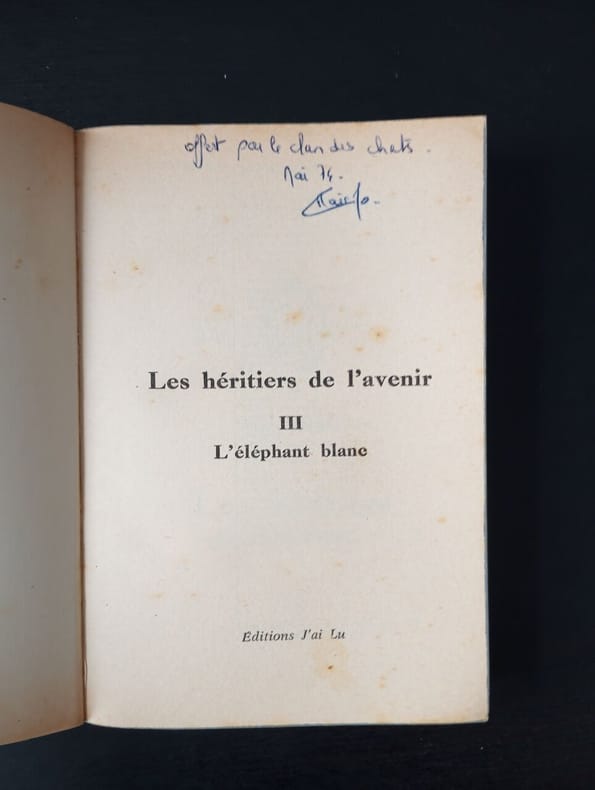 offert par le clan des chats.
Mai 74.
Les héritiers de l'avenir
III
L'éléphant blanc
Éditions J'ai Lu